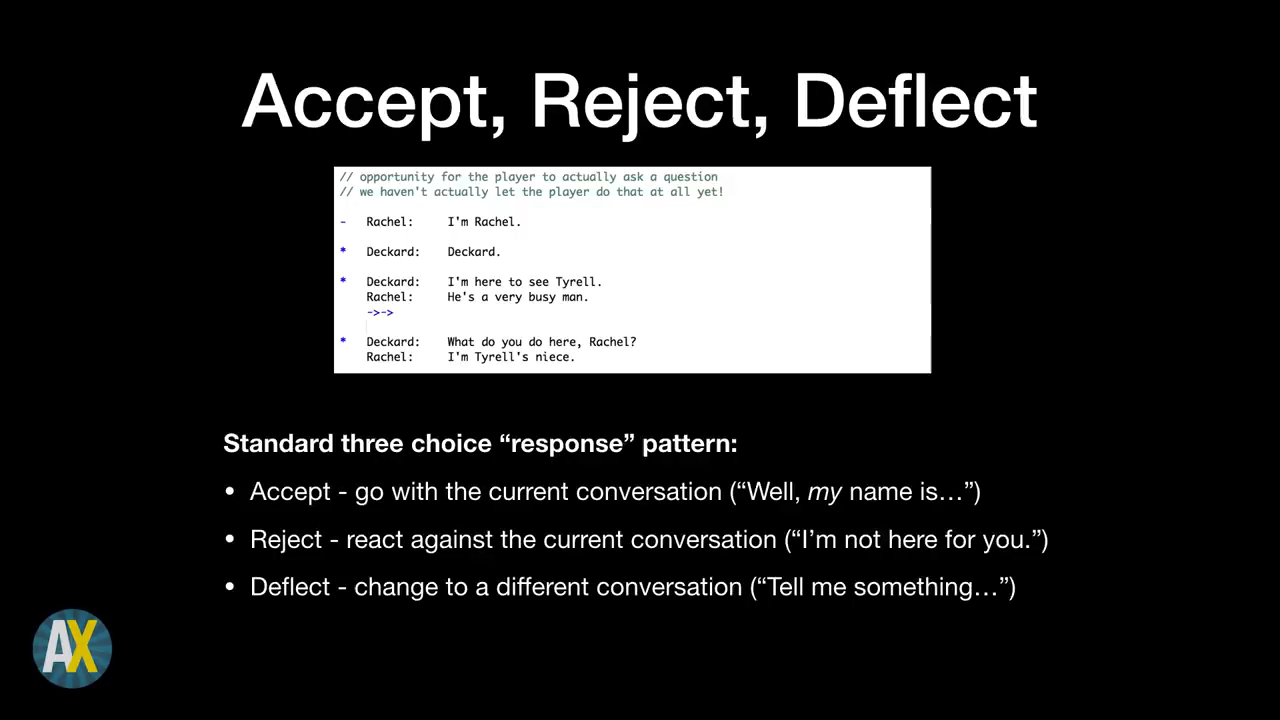 Accept, Reject, Deflect
// opportunity for the player to actually ask a question
// we haven't actually let the player do that at all yet!
- Rachel: I'm Rachel.
* Deckard: Deckard.
* Deckard: I'm here to see Tyrell.
Rachel: He's a very busy man.
->->
* Deckard: What do you do here, Rachel?
Rachel: I'm Tyrell's niece.
Standard three choice “response” pattern:
• Accept - go with the current conversation (“Well, my name is…”)
• Reject - react against the current conversation (“I’m not here for you.”)
• Deflect - change to a different conversation (“Tell me something…”)
AX